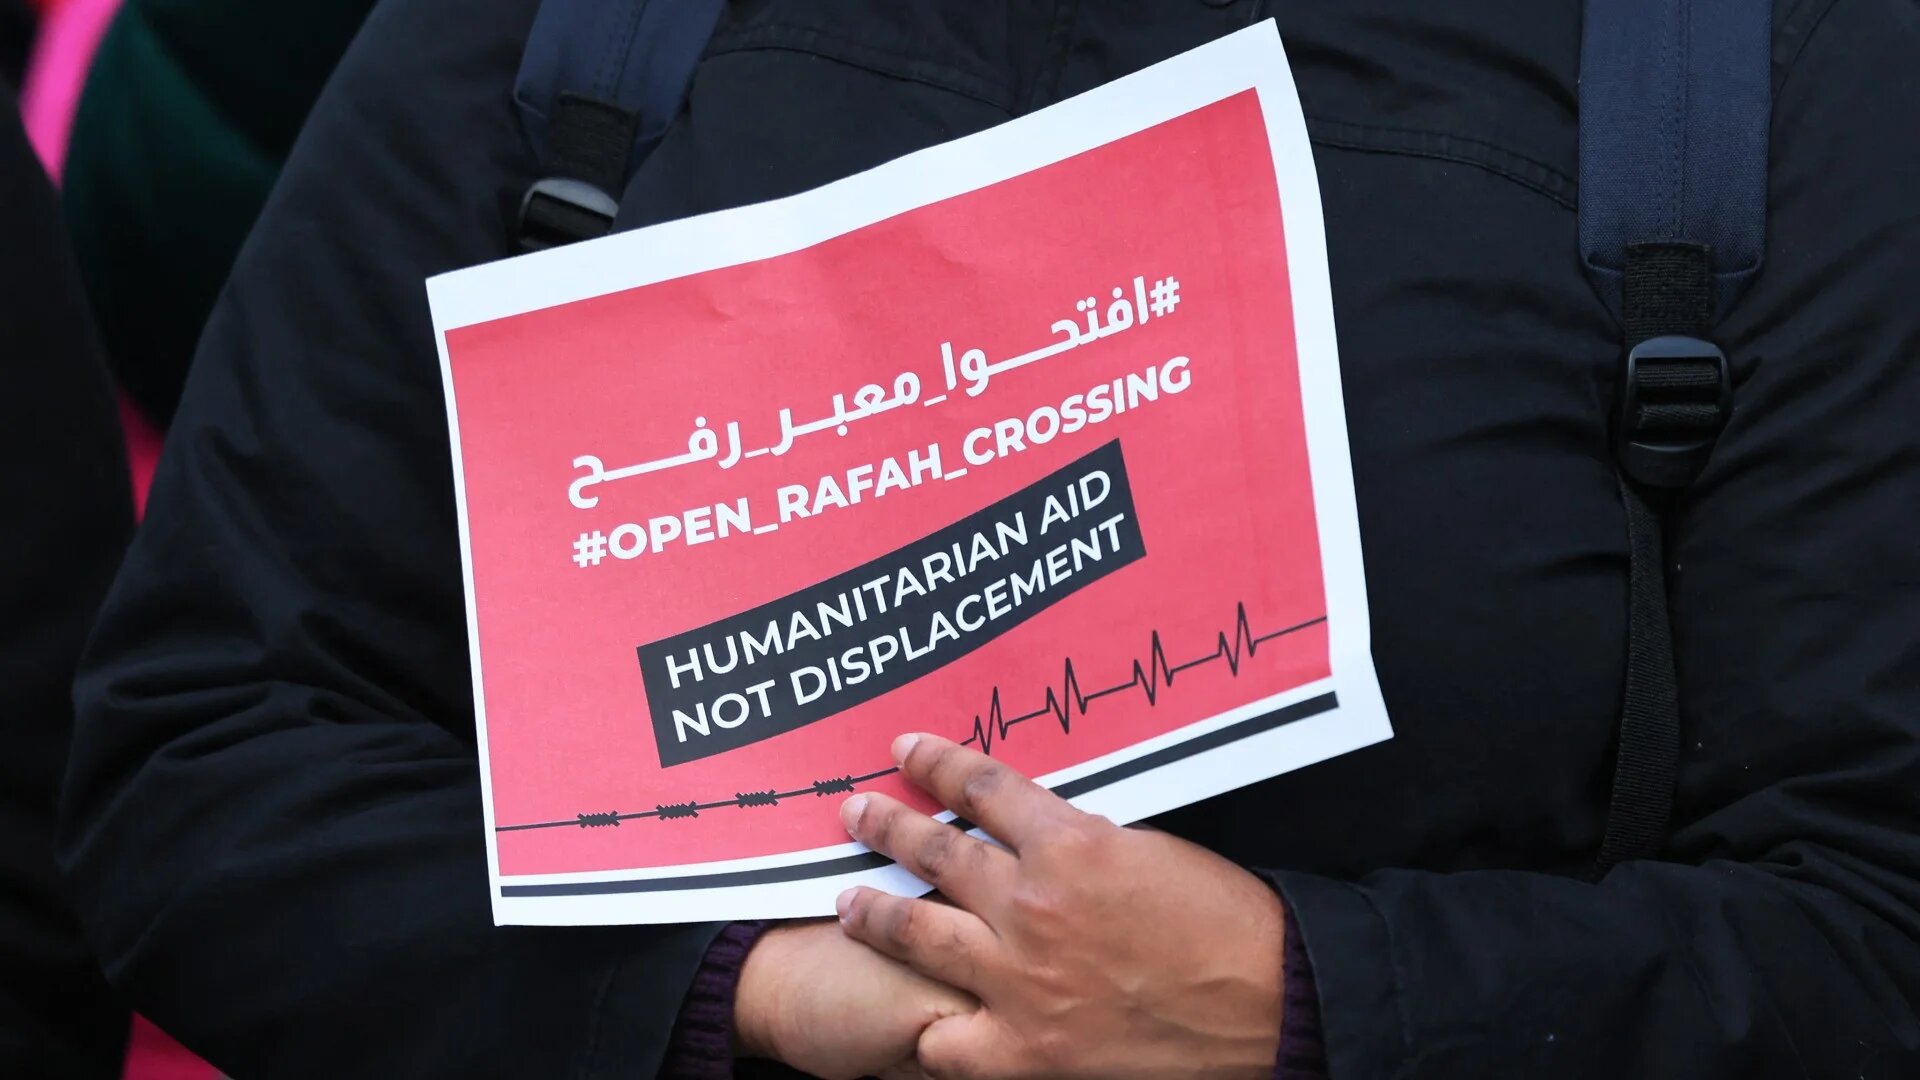 #افتحوا_معبر_رفح
#OPEN_RAFAH_CROSSING
HUMANITARIAN AID
NOT DISPLACEMENT